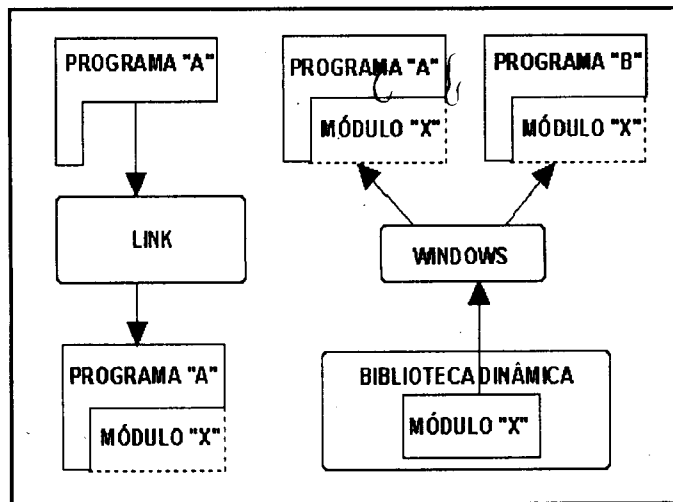 PROGRAMA "A"
LINK
PROGRAMA "A"
MÓDULO "X"
PROGRAMA "A"
MÓDULO "X"
PROGRAMA "B"
MÓDULO "X"
WINDOWS
BIBLIOTECA DINÂMICA
MÓDULO "X"